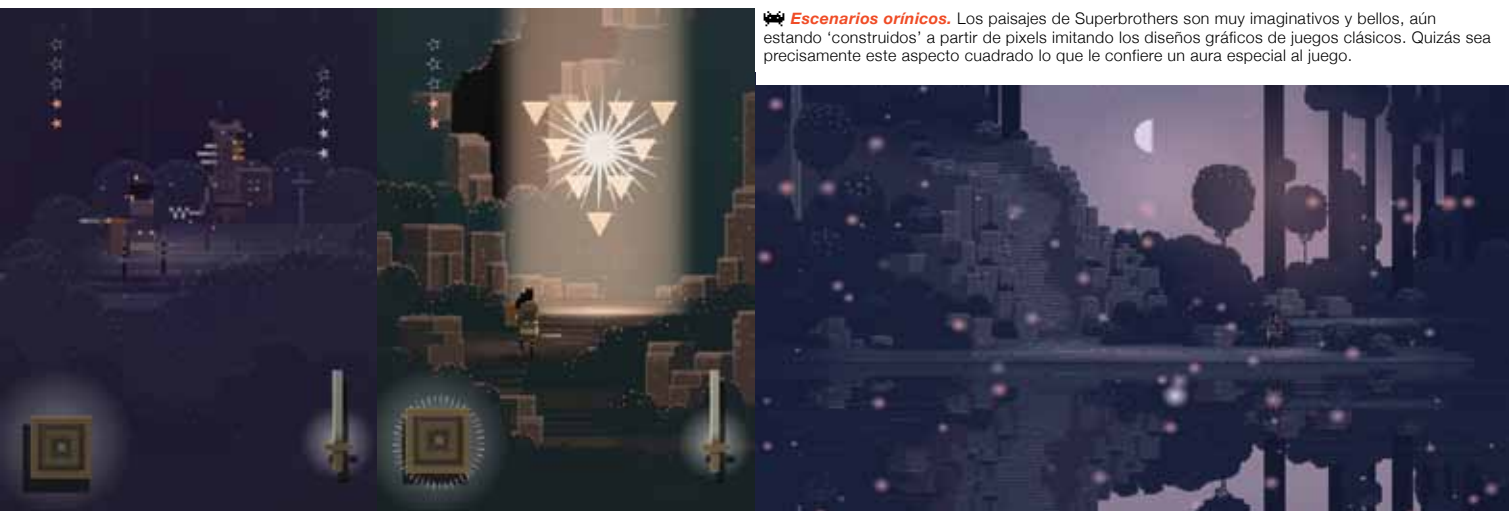 Escenarios orínicos. Los paisajes de Superbrothers son muy imaginativos y bellos, aún
estando ‘construidos’ a partir de pixels imitando los diseños gráficos de juegos clásicos. Quizás sea
precisamente este aspecto cuadrado lo que le confiere un aura especial al juego.